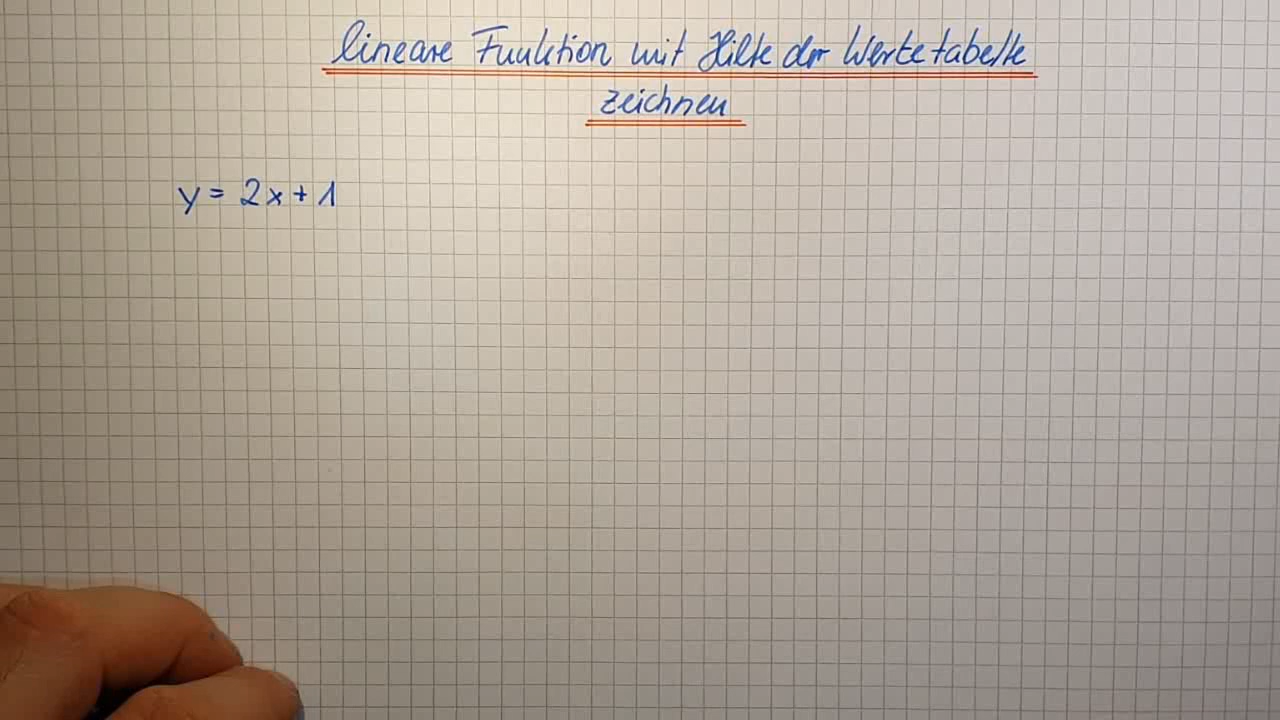 lineare Funktion mit Hilfe der Wertetabelle
zeichnen
y = 2x + 1